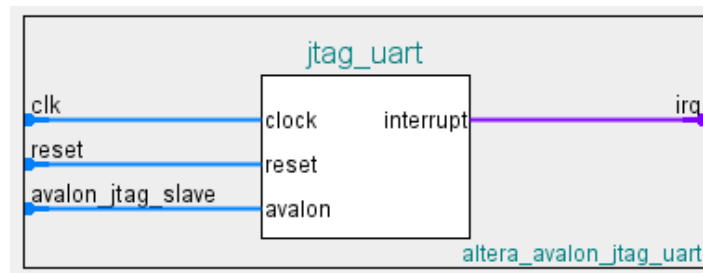 jtag_uart
clk
irq
clock
interrupt
reset
reset
avalon_jtag_slave
avalon
altera_avalon_jtag_uart